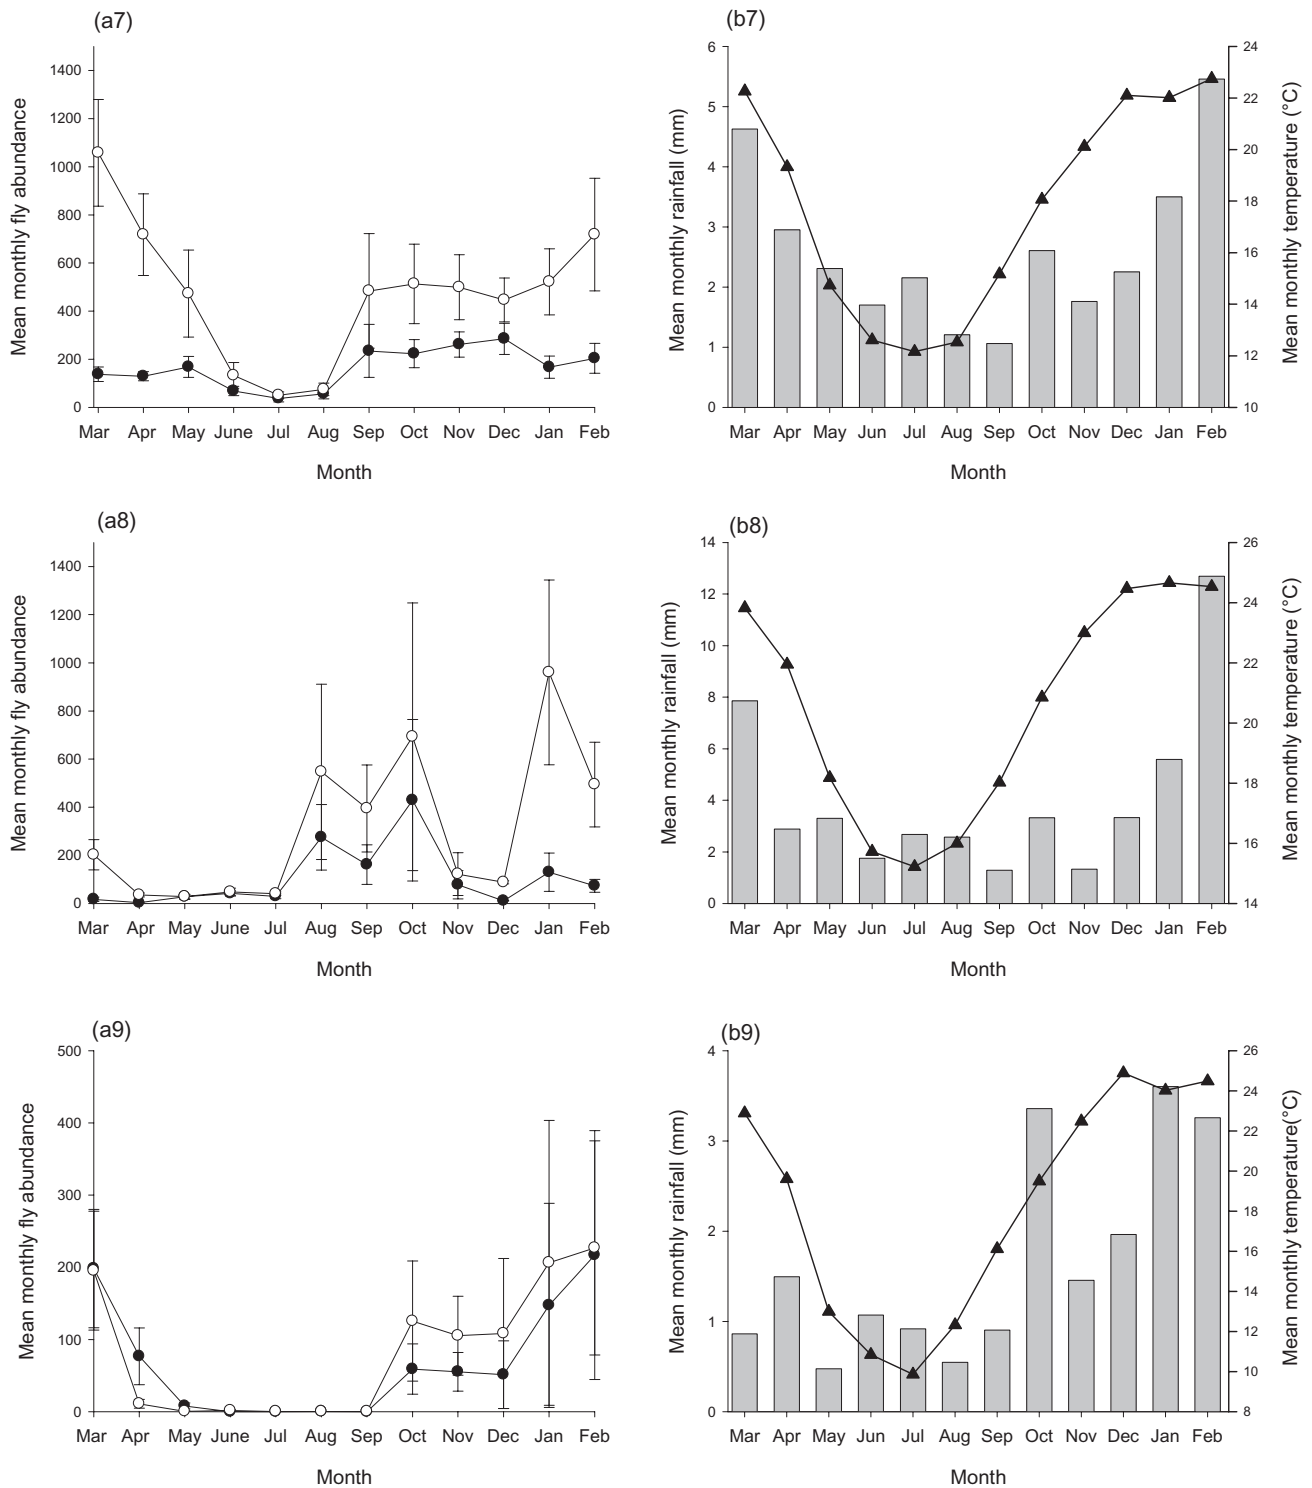 (a7)
Mean monthly fly abundance
1400
1200
1000
800
600
400
200
0
Mar Apr May June Jul Aug Sep Oct Nov Dec Jan Feb
Month
(b7)
Mean monthly rainfall (mm)
6
5
4
3
2
1
0
24
22
20
18
16
14
12
10
Mean monthly temperature (°C)
Mar Apr May Jun Jul Aug Sep Oct Nov Dec Jan Feb
Month
(a8)
Mean monthly fly abundance
1400
1200
1000
800
600
400
200
0
Mar Apr May June Jul Aug Sep Oct Nov Dec Jan Feb
Month
(b8)
Mean monthly rainfall (mm)
14
12
10
8
6
4
2
0
26
24
22
20
18
16
14
Mean monthly temperature (°C)
Mar Apr May Jun Jul Aug Sep Oct Nov Dec Jan Feb
Month
(a9)
Mean monthly fly abundance
500
400
300
200
100
0
Mar Apr May June Jul Aug Sep Oct Nov Dec Jan Feb
Month
(b9)
Mean monthly rainfall (mm)
4
3
2
1
0
26
24
22
20
18
16
14
12
10
8
Mean monthly temperature(°C)
Mar Apr May Jun Jul Aug Sep Oct Nov Dec Jan Feb
Month